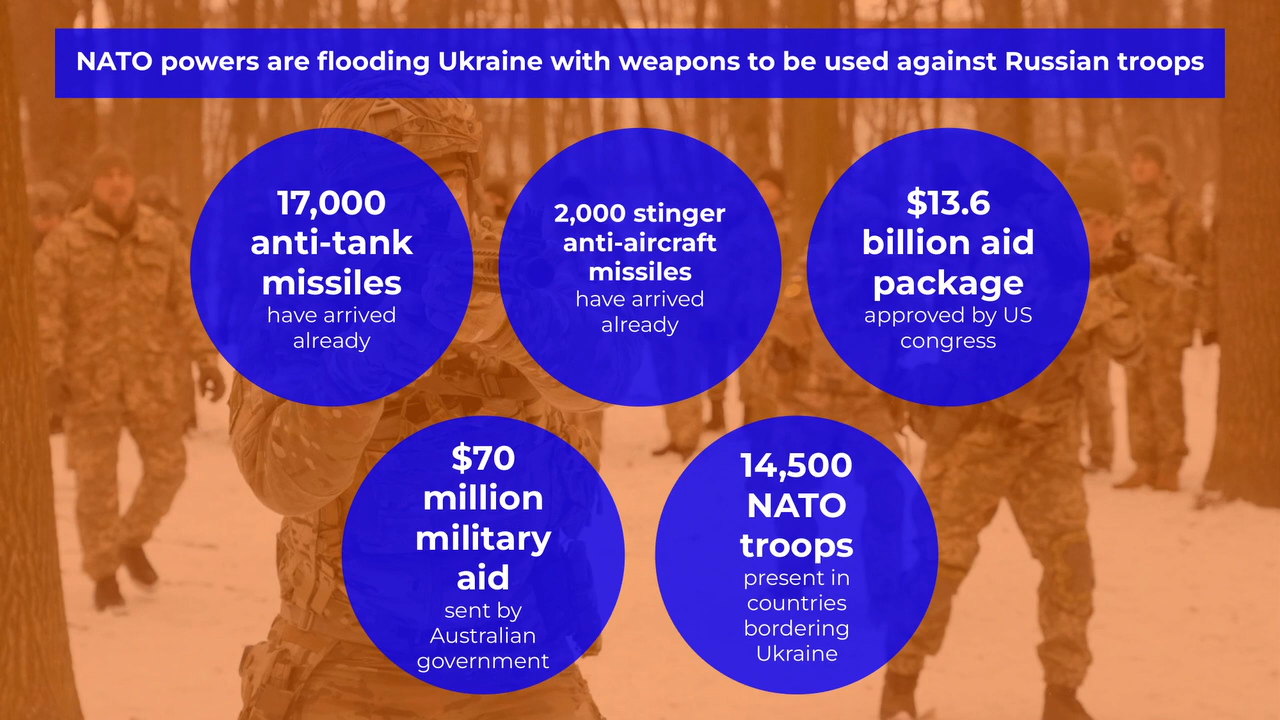 NATO powers are flooding Ukraine with weapons to be used against Russian troops
17,000
anti-tank
missiles
have arrived
already
2,000 stinger
anti-aircraft
missiles
have arrived
already
$13.6
billion aid
package
approved by US
congress
$70
million
military
aid
sent by
Australian
government
14,500
NATO
troops
present in
countries
bordering
Ukraine